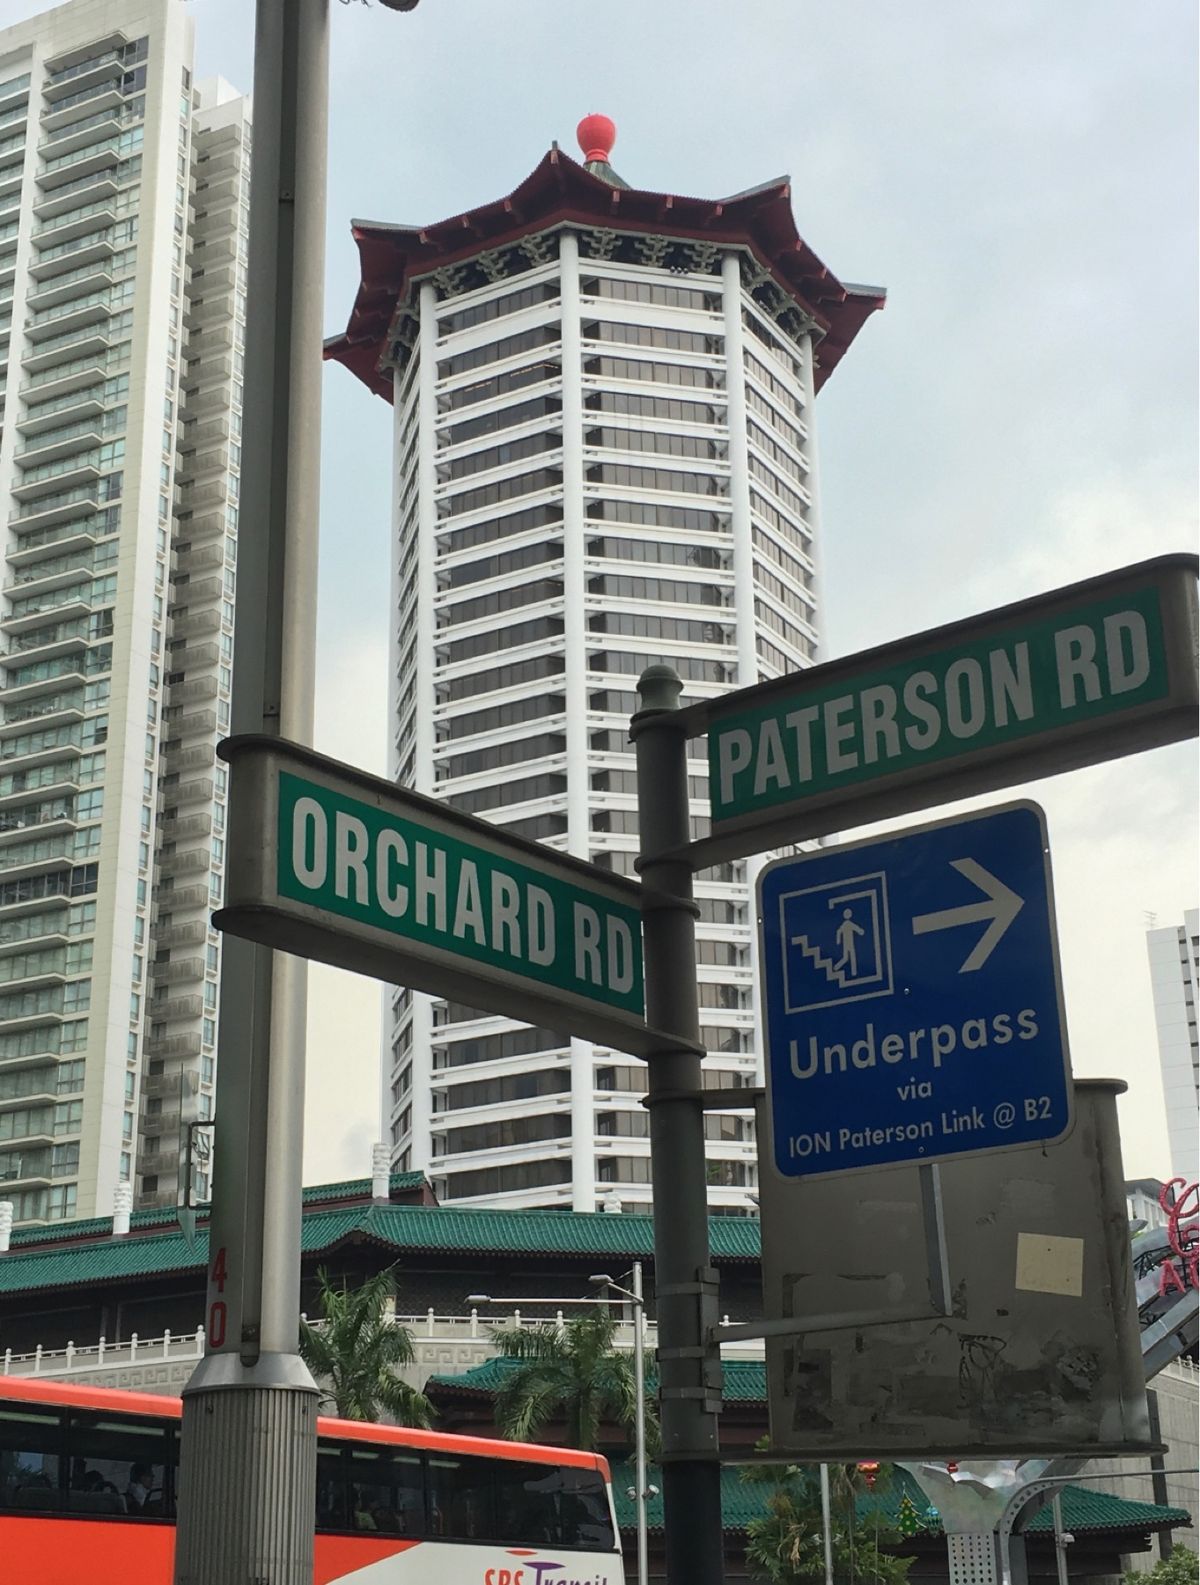 PATERSON RD
ORCHARD RD
Underpass
via
ION Paterson Link @ B2
40
SBS Transit